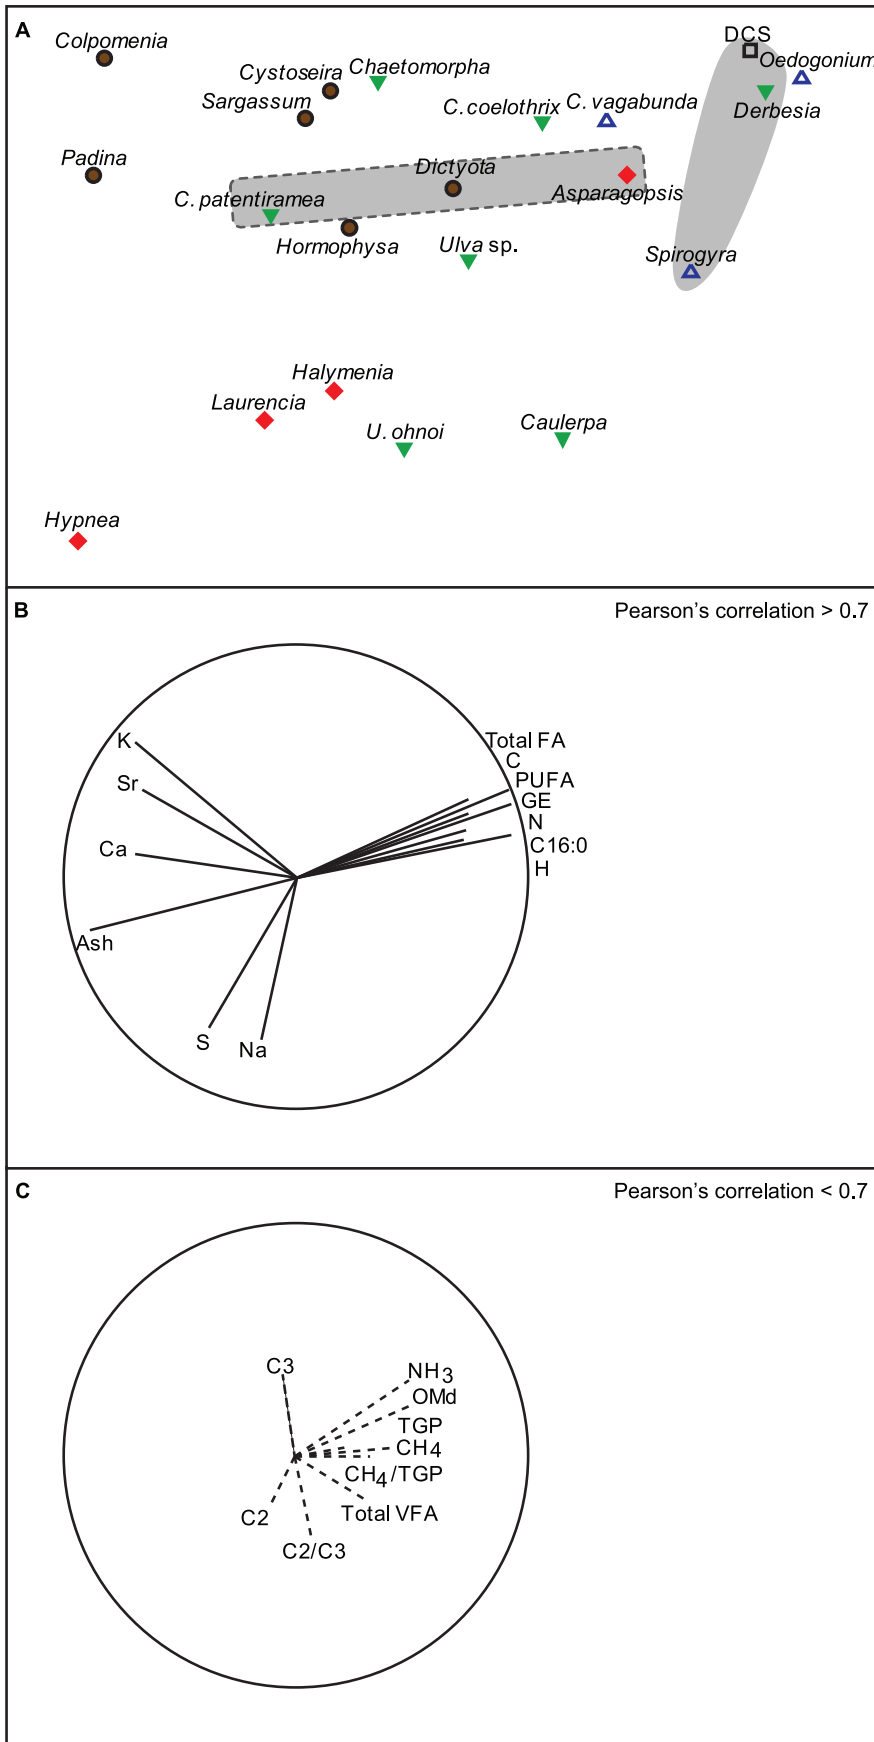 A
DCS
Colpomenia
Oedogonium
Cystoseira
Chaetomorpha
Sargassum
C. coelothrix
C. vagabunda
Derbesia
Padina
Dictyota
C. patentiramea
Asparagopsis
Hormophysa
Ulva sp.
Spirogyra
Halymenia
Laurencia
U. ohnoi
Caulerpa
Hypnea
B
Pearson's correlation > 0.7
K
Total FA
C
Sr
PUFA
GE
N
Ca
C16:0
H
Ash
S
Na
C
Pearson's correlation < 0.7
C3
NH3
OMd
TGP
CH4
CH4/TGP
C2
Total VFA
C2/C3